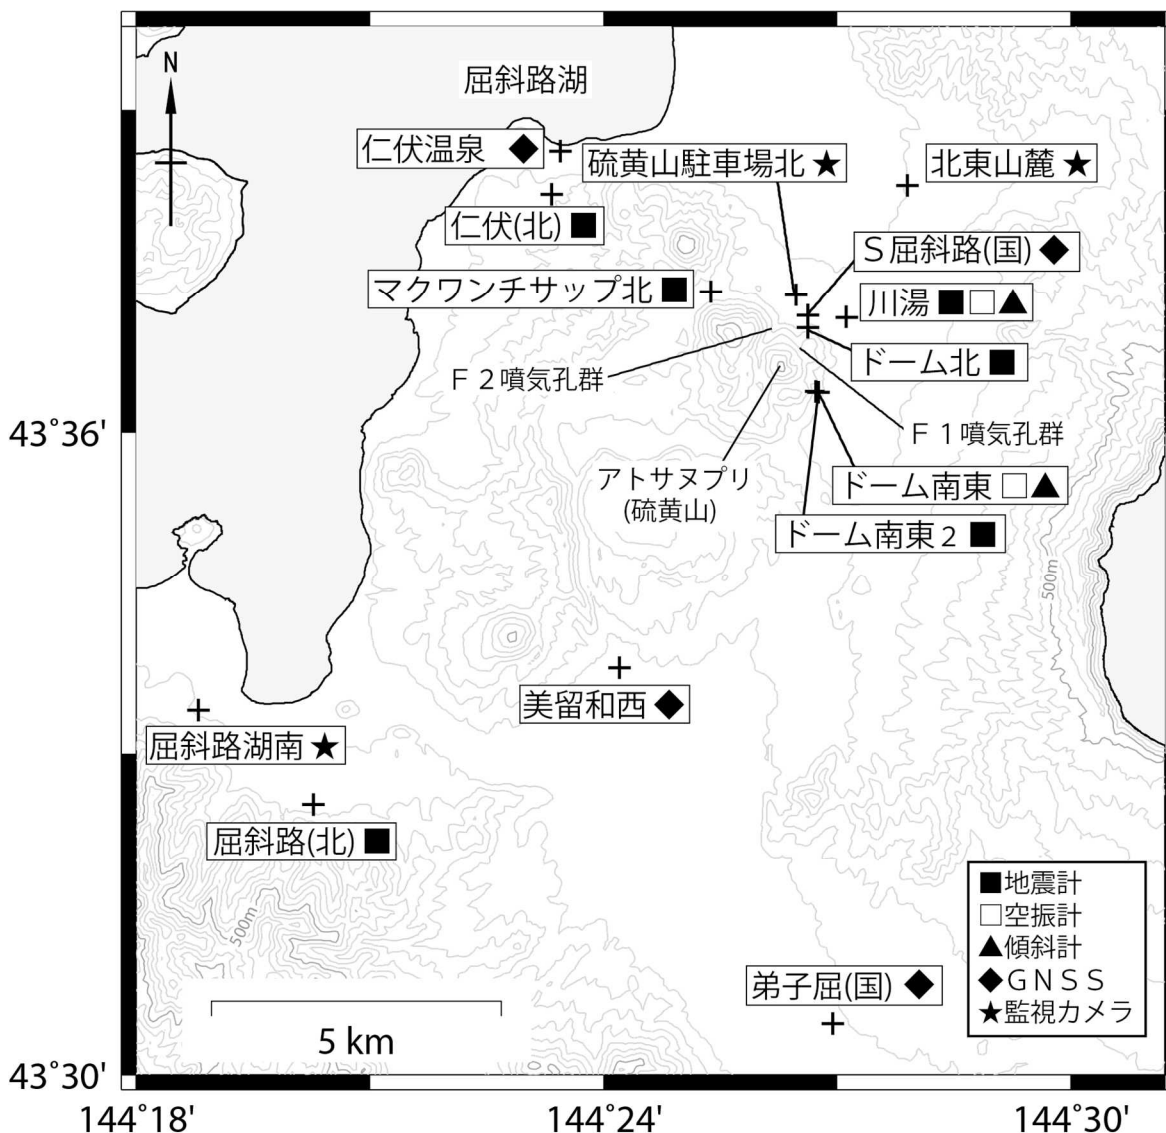 屈斜路湖
N
仁伏温泉 ◆
硫黄山駐車場北 ★
北東山麓 ★
仁伏(北) ■
S屈斜路(国) ◆
マクワンチサップ北 ■
川湯 ■□▲
ドーム北 ■
F2噴気孔群
F1噴気孔群
43°36'
アトサヌプリ
(硫黄山)
ドーム南東 □▲
ドーム南東2 ■
500m
美留和西 ◆
屈斜路湖南 ★
屈斜路(北) ■
500m
■地震計
□空振計
▲傾斜計
◆GNSS
★監視カメラ
弟子屈(国) ◆
5 km
43°30'
144°18'
144°24'
144°30'